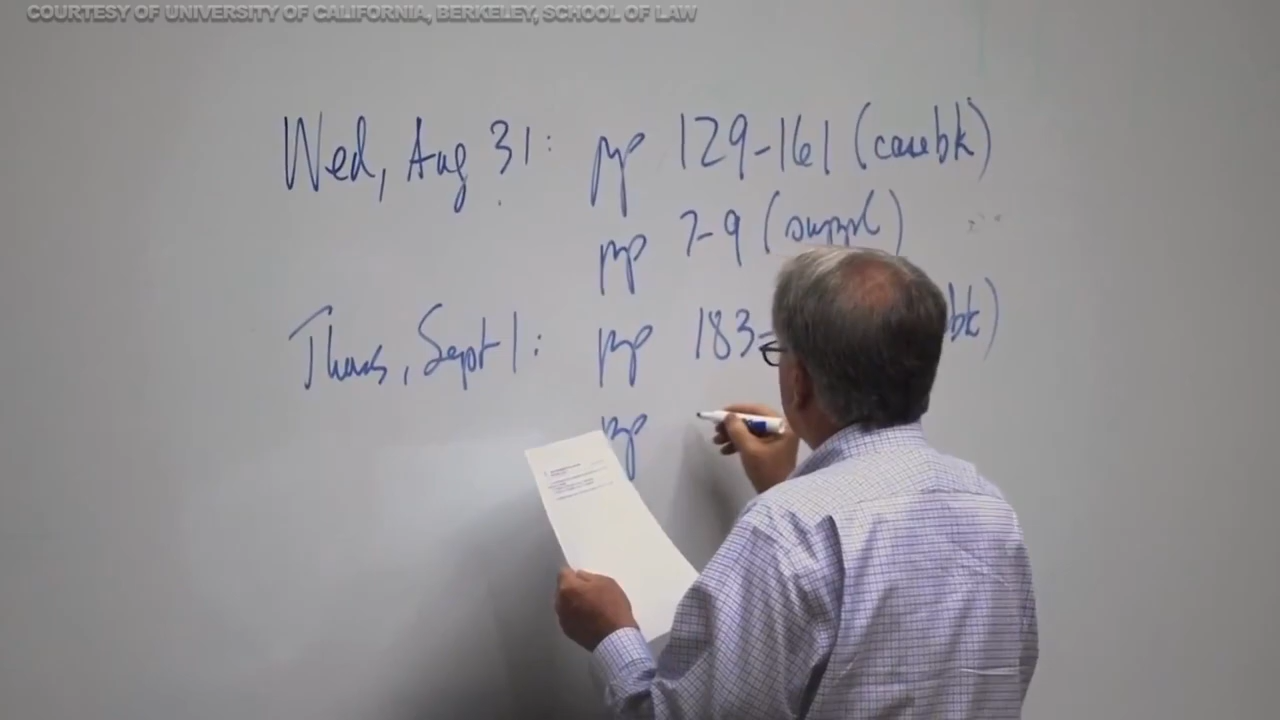 COURTESY OF UNIVERSITY OF CALIFORNIA, BERKELEY, SCHOOL OF LAW
Wed, Aug 31: pp 129-161 (casebk)
pp 7-9 (suppl)
Thurs, Sept 1: pp 183- bk)
pp